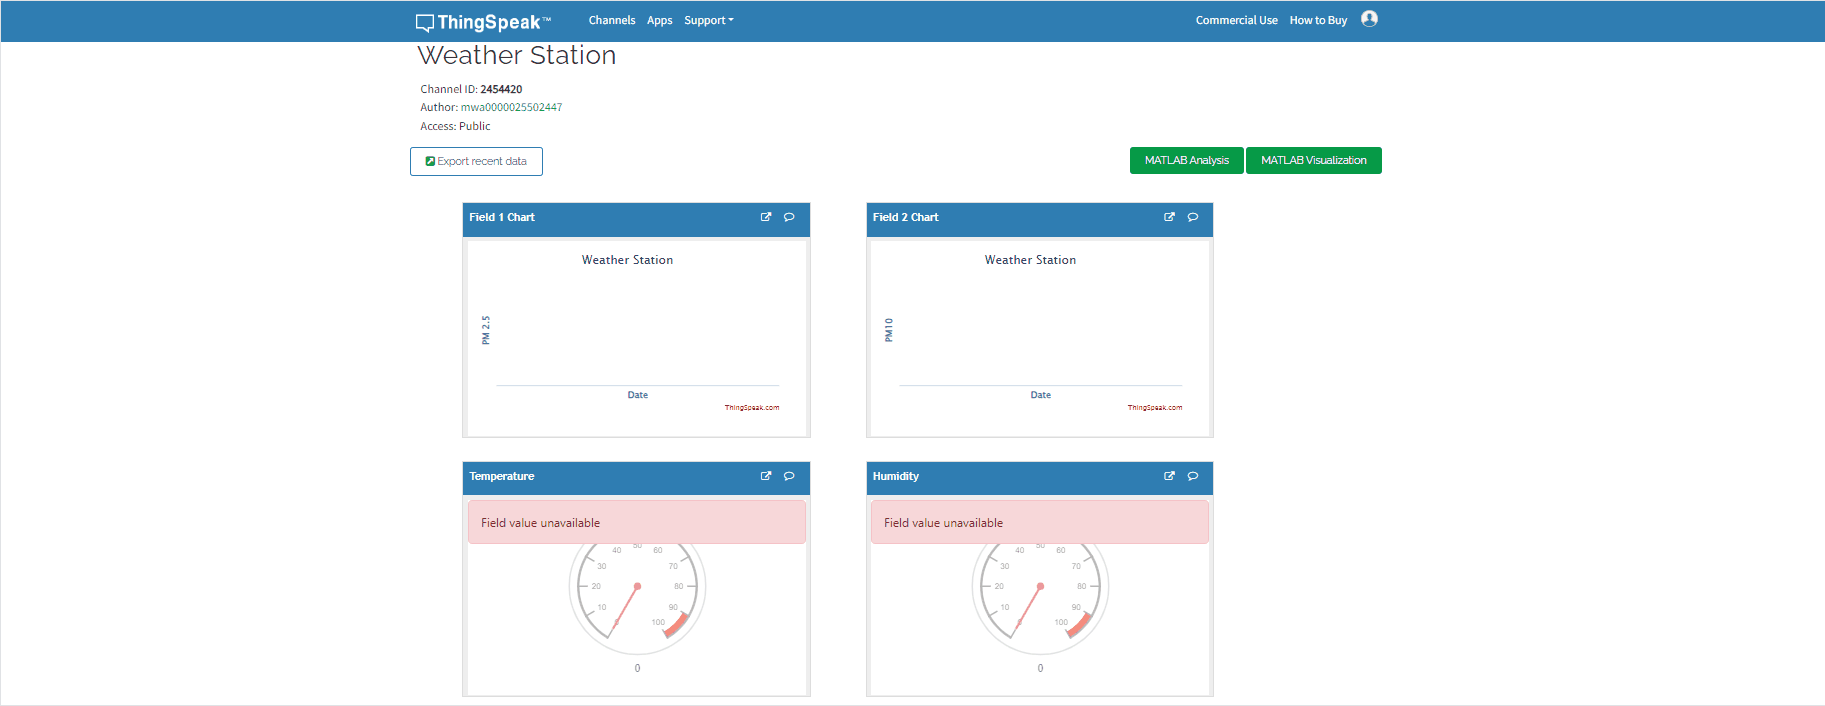 ThingSpeak™ Channels Apps Support Commercial Use How to Buy
Weather Station
Channel ID: 2454420
Author: mwa0000025502447
Access: Public
Export recent data MATLAB Analysis MATLAB Visualization
Field 1 Chart
Weather Station
PM 2.5
Date
ThingSpeak.com
Field 2 Chart
Weather Station
PM10
Date
ThingSpeak.com
Temperature
Field value unavailable
0 10 20 30 40 50 60 70 80 90 100
0
Humidity
Field value unavailable
0 10 20 30 40 50 60 70 80 90 100
0